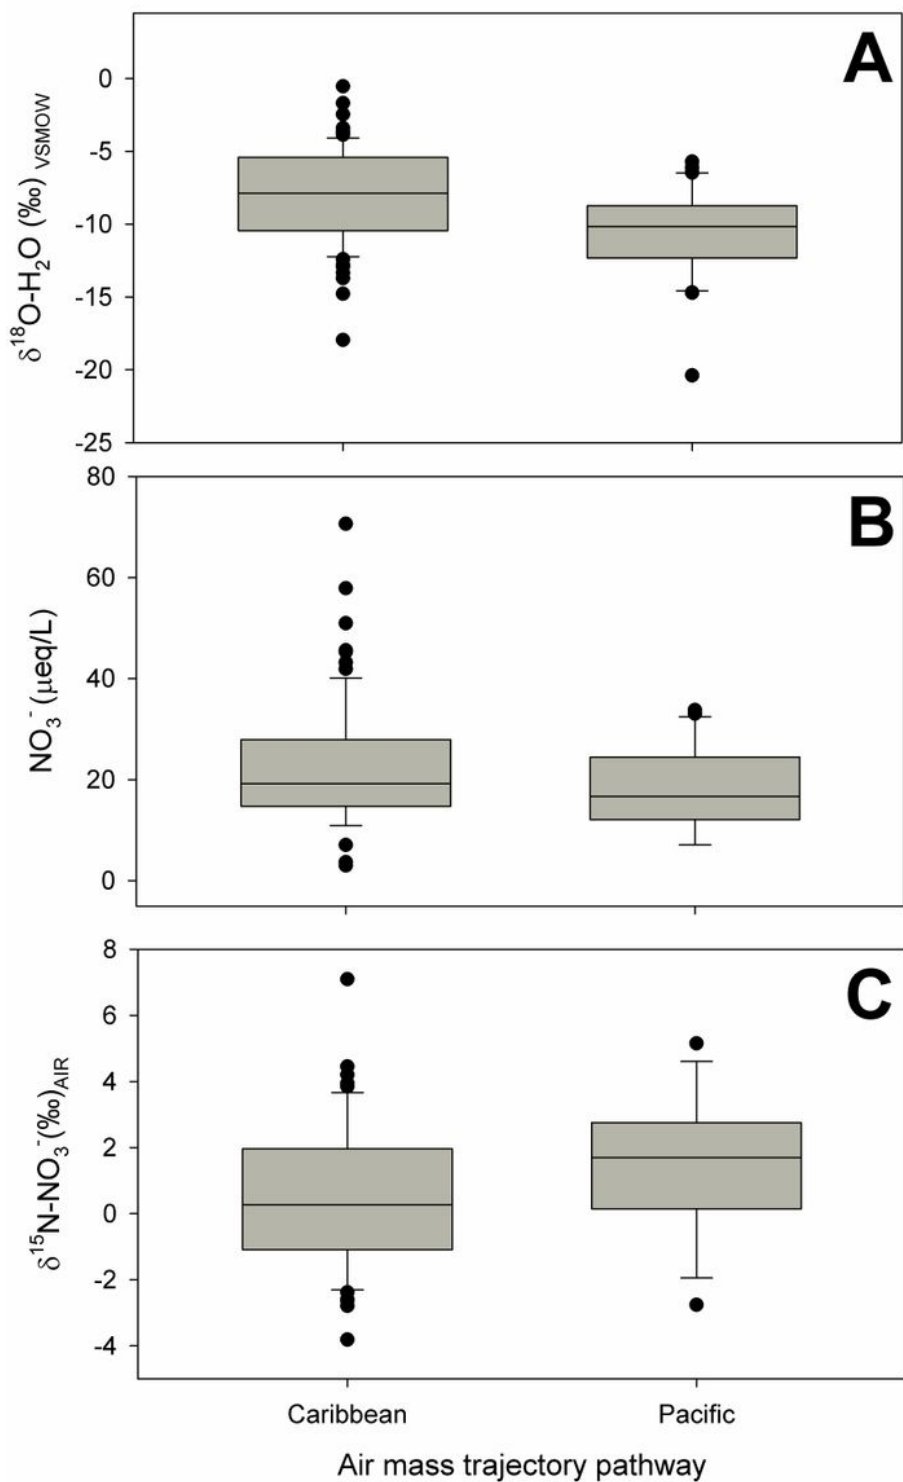 A
δ¹⁸O-H₂O (‰) VSMOW
0
-5
-10
-15
-20
-25
B
NO₃⁻ (µeq/L)
80
60
40
20
0
C
δ¹⁵N-NO₃⁻(‰)AIR
8
6
4
2
0
-2
-4
Caribbean Pacific
Air mass trajectory pathway